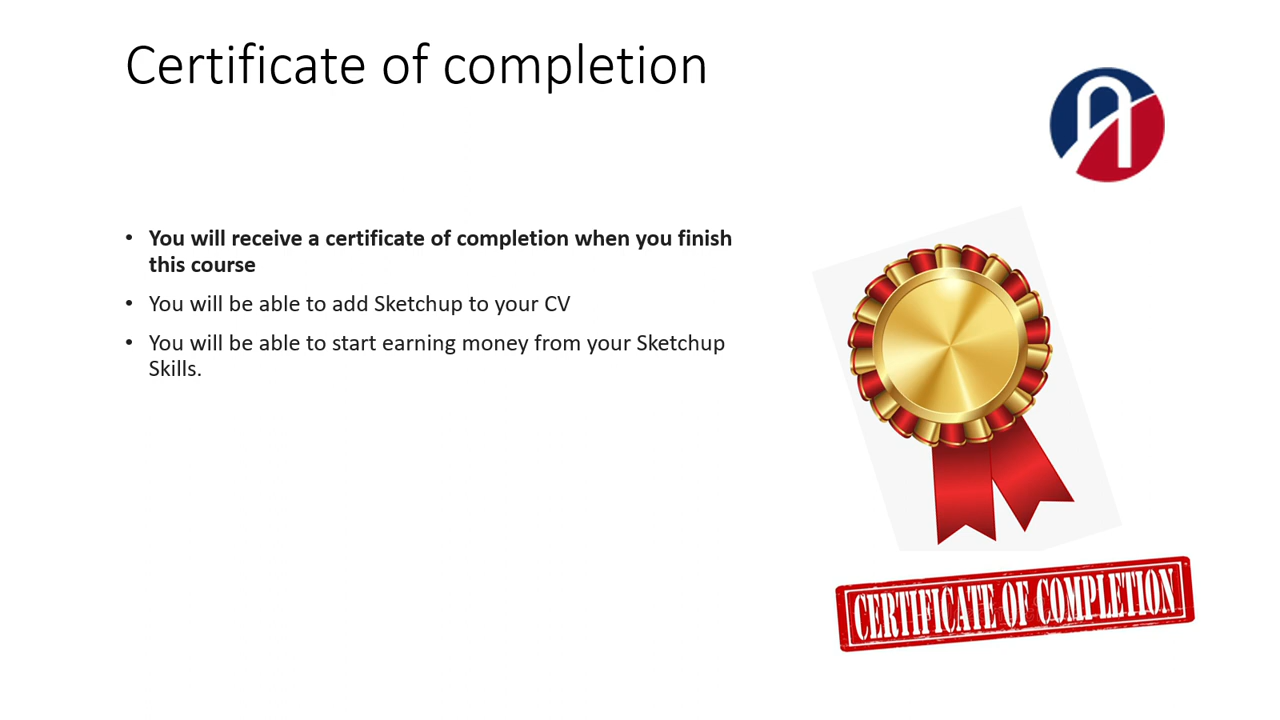 Certificate of completion
• You will receive a certificate of completion when you finish
this course
• You will be able to add Sketchup to your CV
• You will be able to start earning money from your Sketchup
Skills.
CERTIFICATE OF COMPLETION